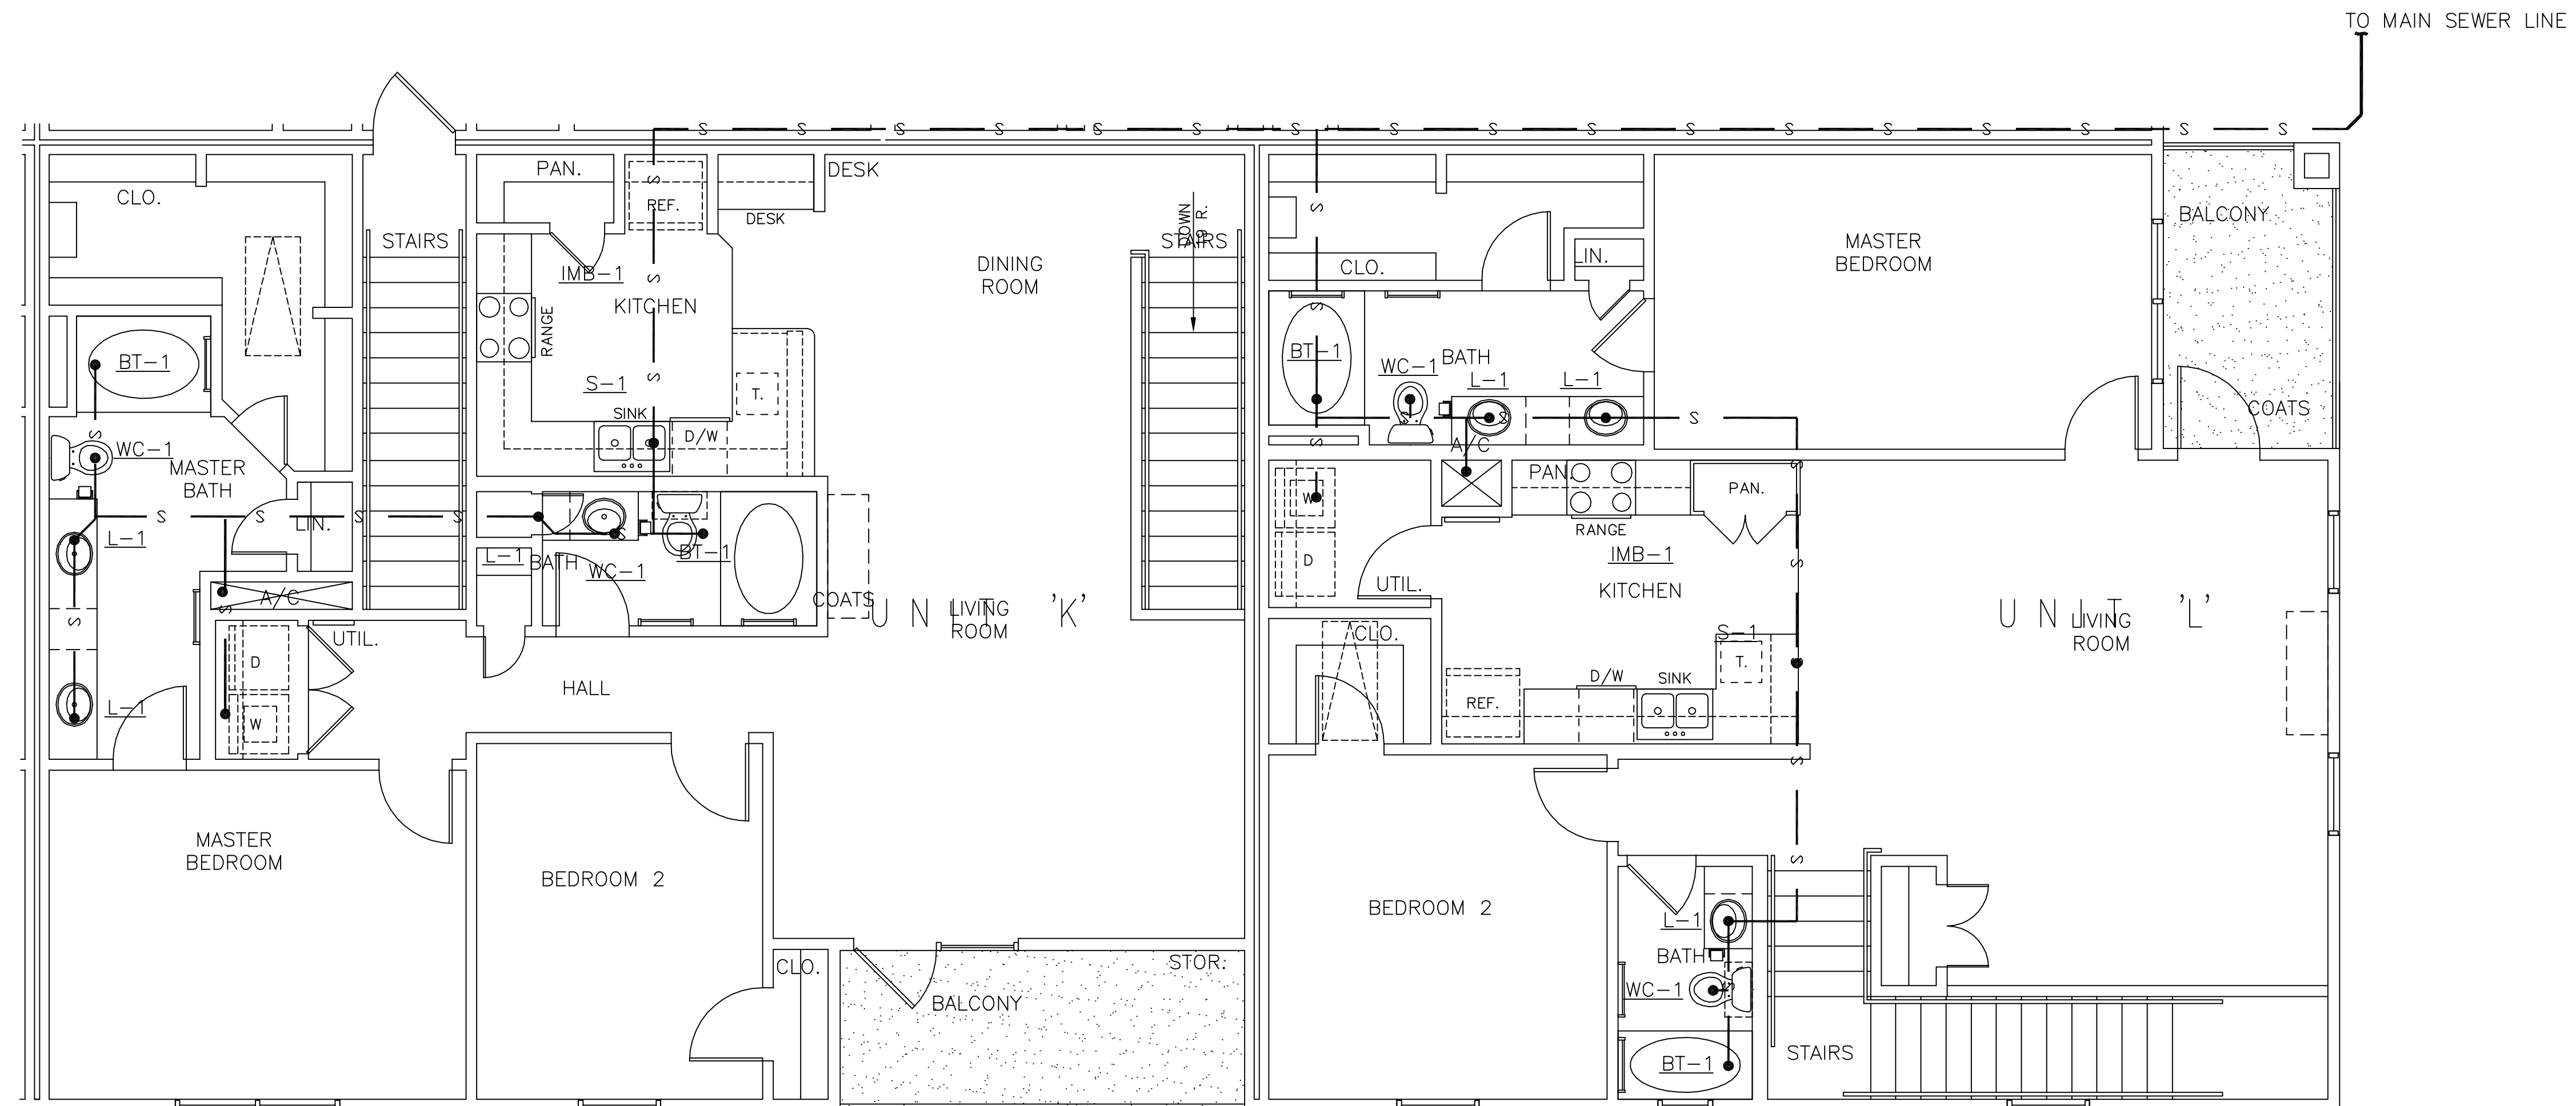 TO MAIN SEWER LINE
S S S S S S S S S S S S S S S S S
CLO.
PAN.
REF.
DESK
DESK
STAIRS
DOWN
19 R.
STAIRS
DINING
ROOM
IMB-1
KITCHEN
RANGE
S-1
SINK
D/W
T.
S
S
S
BT-1
S
WC-1
MASTER
BATH
L-1
S S S S
LIN.
A/C
S
S
L-1
D
W
UTIL.
L-1
BATH
WC-1
S
BT-1
COATS
U N I T 'K'
LIVING
ROOM
HALL
MASTER
BEDROOM
BEDROOM 2
CLO.
BALCONY
STOR.
S
CLO.
LIN.
MASTER
BEDROOM
BALCONY
COATS
S
BT-1
WC-1
BATH
L-1
L-1
S S S
S
A/C
W
D
UTIL.
PAN.
RANGE
PAN.
S
IMB-1
KITCHEN
S
CLO.
REF.
D/W
SINK
S-1
T.
U N I T 'L'
LIVING
ROOM
S
S
BEDROOM 2
L-1
BATH
WC-1
S
BT-1
STAIRS